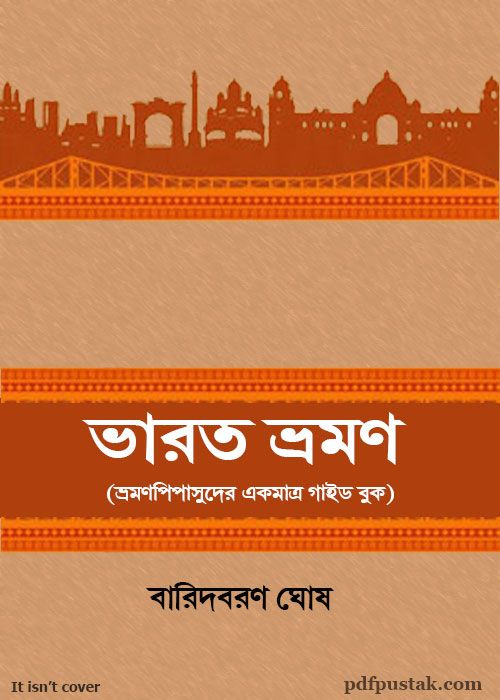 ভারত ভ্রমণ
(ভ্রমণপিপাসুদের একমাত্র গাইড বুক)
বারিদবরণ ঘোষ
It isn't cover
pdfpustak.com